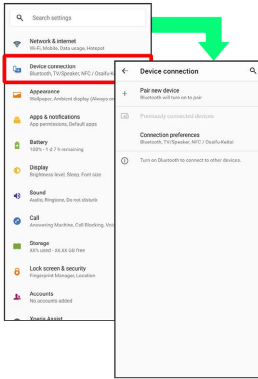 Search settings
Network & internet
Wi-Fi, Mobile, Data usage, Hotspot
Device connection
Bluetooth, TV/Speaker, NFC / Osaifu-K
Appearance
Wallpaper, Ambient display (Always on
Apps & notifications
App permissions, Default apps
Battery
100% - 1 d 7 h remaining
Display
Brightness level, Sleep, Font size
Sound
Audio, Ringtone, Do not disturb
Call
Answering Machine, Call Blocking, Voi
Storage
XX% used - XX.XX GB free
Lock screen & security
Fingerprint Manager, Location
Accounts
No accounts added
Xperia Assist
Device connection
Pair new device
Bluetooth will turn on to pair
Previously connected devices
Connection preferences
Bluetooth, TV/Speaker, NFC / Osaifu-Keitai
Turn on Bluetooth to connect to other devices.